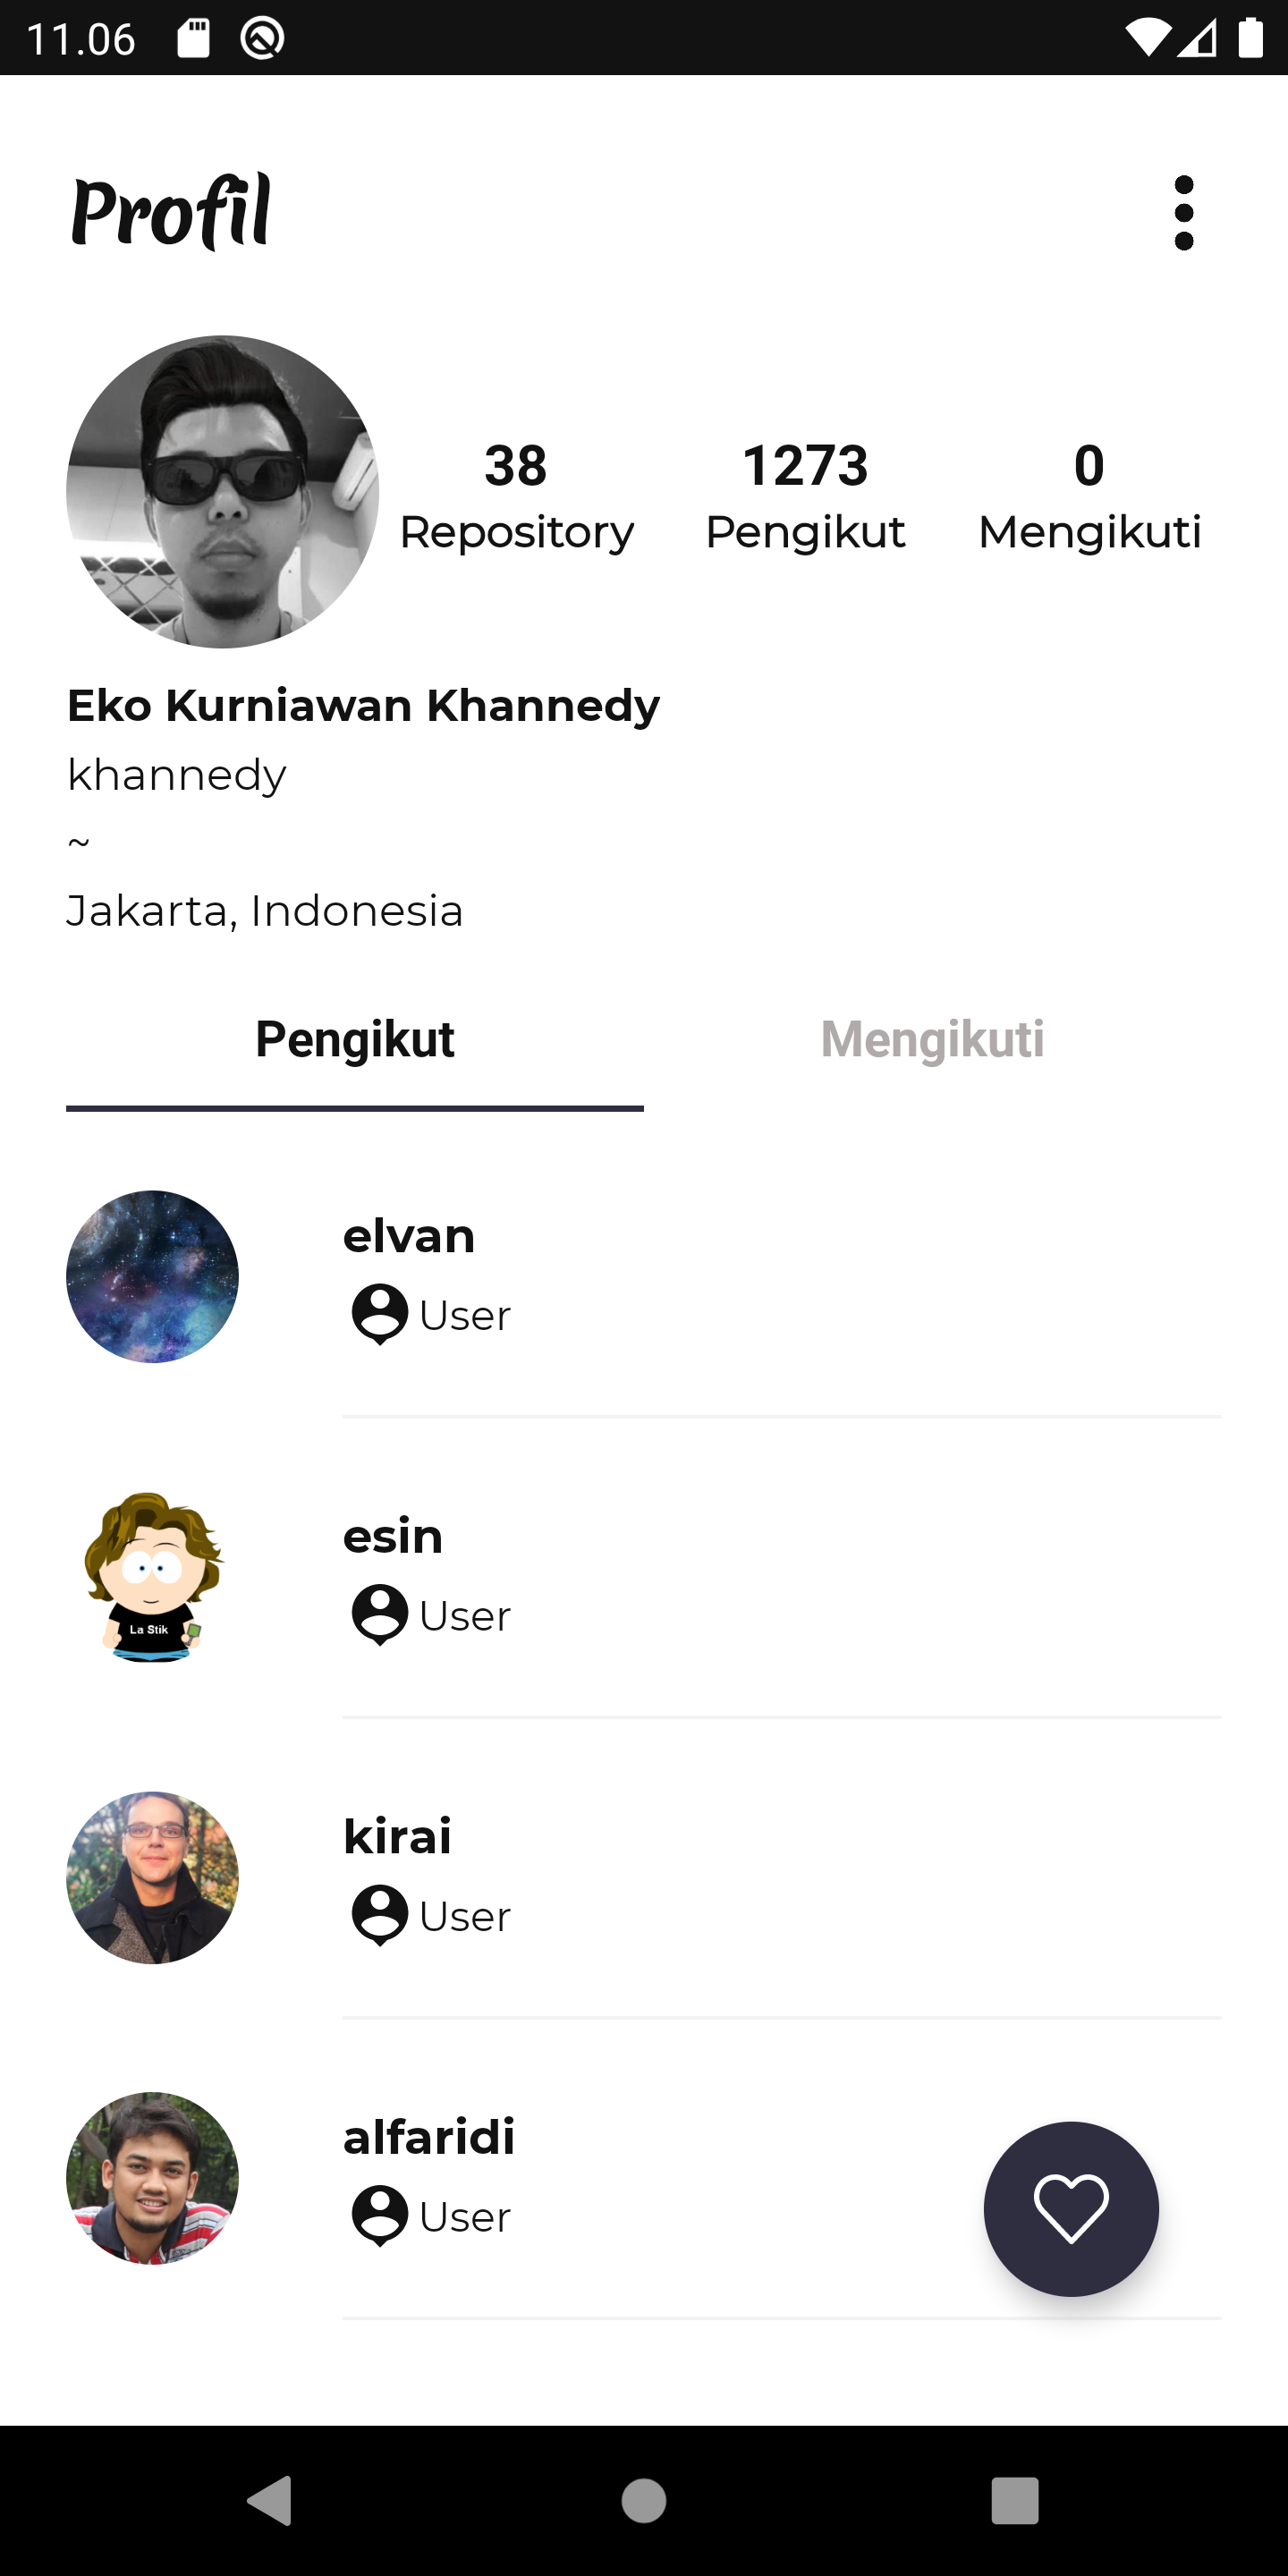 11.06
Profil
38 1273 0
Repository Pengikut Mengikuti
Eko Kurniawan Khannedy
khannedy
~
Jakarta, Indonesia
Pengikut Mengikuti
elvan
User
esin
User
La Stik
kirai
User
alfaridi
User